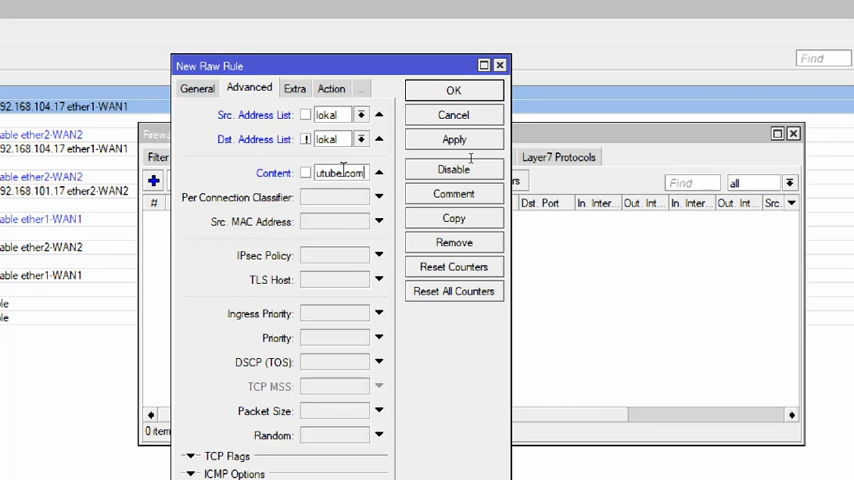 New Raw Rule
General Advanced Extra Action ...
Src. Address List: lokal
Dst. Address List: ! lokal
Content: utube.com
Per Connection Classifier:
Src. MAC Address:
IPsec Policy:
TLS Host:
Ingress Priority:
Priority:
DSCP (TOS):
TCP MSS:
Packet Size:
Random:
TCP Flags
ICMP Options
OK
Cancel
Apply
Disable
Comment
Copy
Remove
Reset Counters
Reset All Counters
Find
92.168.104.17 ether1-WAN1
able ether2-WAN2
92.168.104.17 ether1-WAN1
able ether2-WAN2
92.168.101.17 ether2-WAN2
able ether1-WAN1
able ether2-WAN2
able ether1-WAN1
le
le
Firew
Filter
Layer7 Protocols
rs
Find
all
#
Dst. Port In. Inter... Out. Int... In. Inter... Out. Int... Src.
0 item